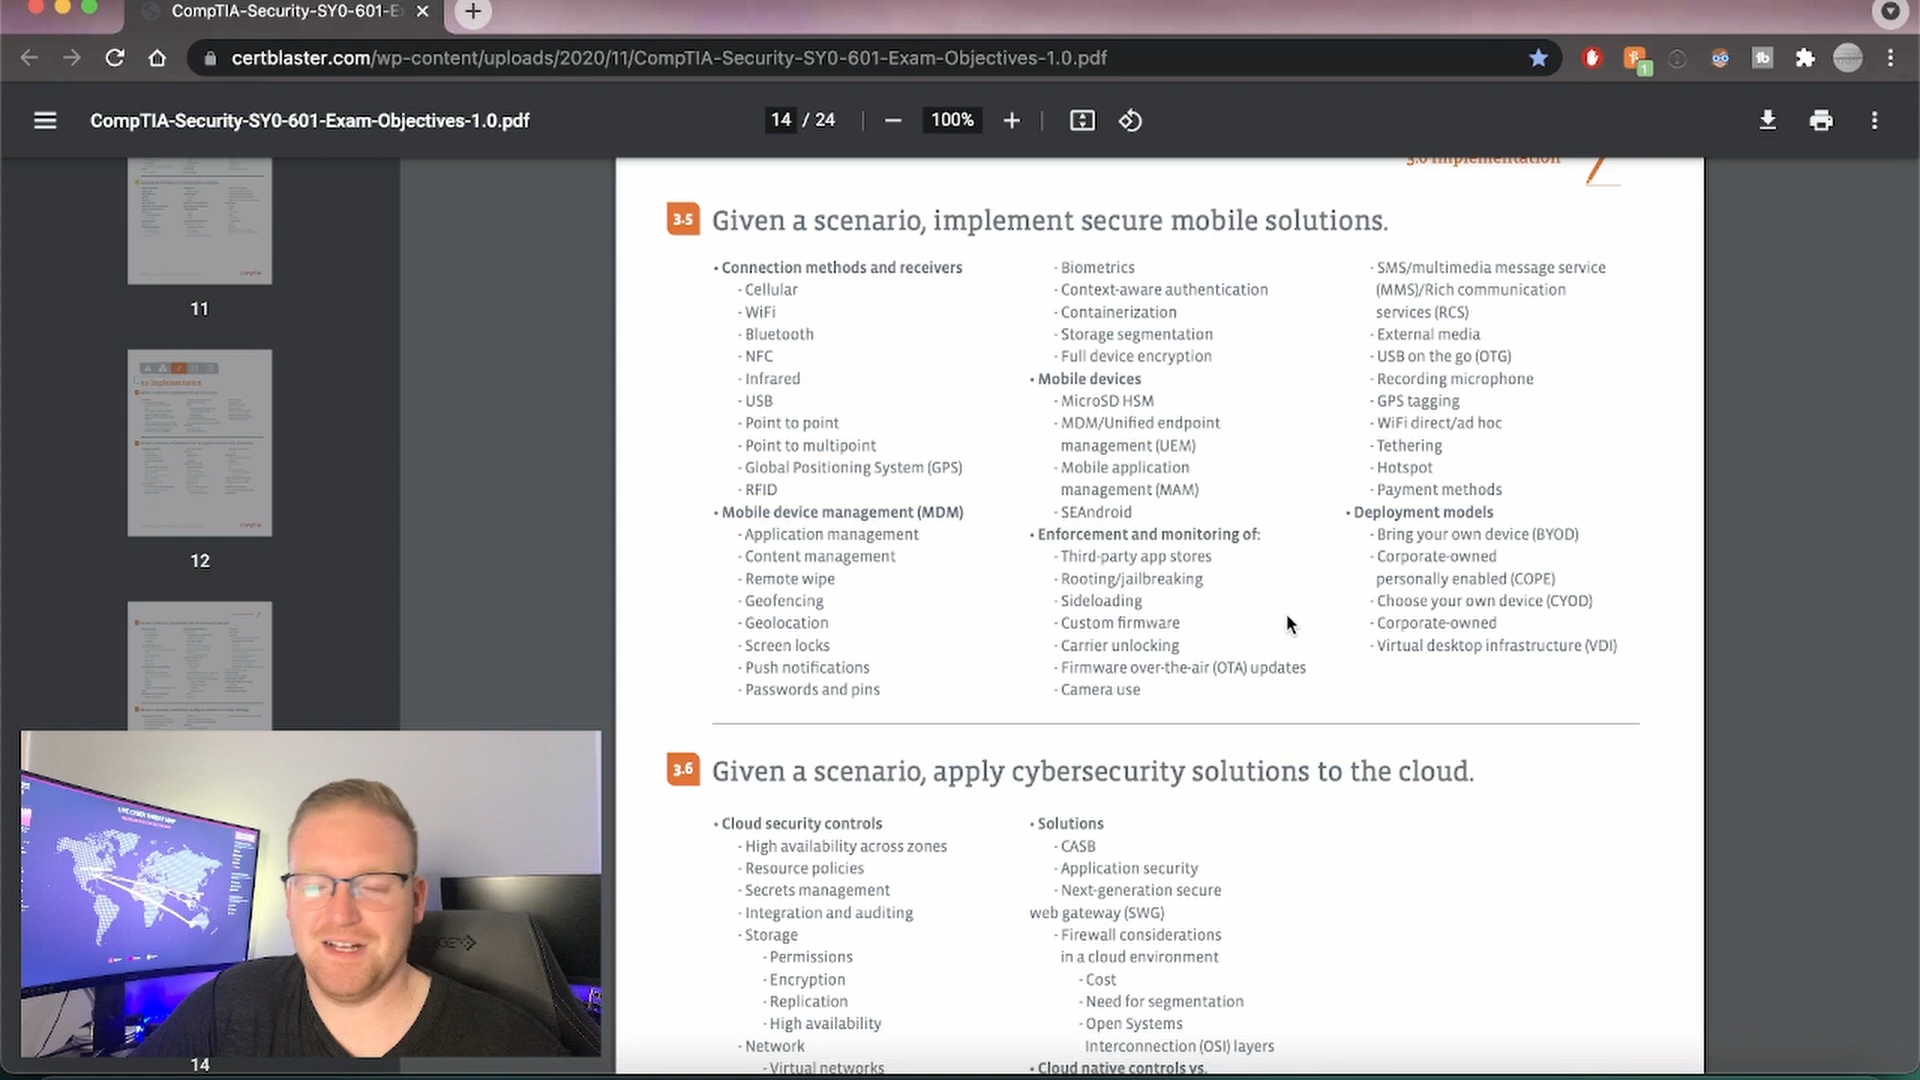 CompTIA-Security-SY0-601-E
certblaster.com/wp-content/uploads/2020/11/CompTIA-Security-SY0-601-Exam-Objectives-1.0.pdf
1
tb
CompTIA-Security-SY0-601-Exam-Objectives-1.0.pdf
14 / 24
100%
3.0 Implementation
11
12
14
3.5 Given a scenario, implement secure mobile solutions.
• Connection methods and receivers
- Cellular
- WiFi
- Bluetooth
- NFC
- Infrared
- USB
- Point to point
- Point to multipoint
- Global Positioning System (GPS)
- RFID
• Mobile device management (MDM)
- Application management
- Content management
- Remote wipe
- Geofencing
- Geolocation
- Screen locks
- Push notifications
- Passwords and pins
- Biometrics
- Context-aware authentication
- Containerization
- Storage segmentation
- Full device encryption
• Mobile devices
- MicroSD HSM
- MDM/Unified endpoint
management (UEM)
- Mobile application
management (MAM)
- SEAndroid
• Enforcement and monitoring of:
- Third-party app stores
- Rooting/jailbreaking
- Sideloading
- Custom firmware
- Carrier unlocking
- Firmware over-the-air (OTA) updates
- Camera use
- SMS/multimedia message service
(MMS)/Rich communication
services (RCS)
- External media
- USB on the go (OTG)
- Recording microphone
- GPS tagging
- WiFi direct/ad hoc
- Tethering
- Hotspot
- Payment methods
• Deployment models
- Bring your own device (BYOD)
- Corporate-owned
personally enabled (COPE)
- Choose your own device (CYOD)
- Corporate-owned
- Virtual desktop infrastructure (VDI)
3.6 Given a scenario, apply cybersecurity solutions to the cloud.
• Cloud security controls
- High availability across zones
- Resource policies
- Secrets management
- Integration and auditing
- Storage
- Permissions
- Encryption
- Replication
- High availability
- Network
- Virtual networks
• Solutions
- CASB
- Application security
- Next-generation secure
web gateway (SWG)
- Firewall considerations
in a cloud environment
- Cost
- Need for segmentation
- Open Systems
Interconnection (OSI) layers
• Cloud native controls vs.
LIVE CYBER THREAT MAP